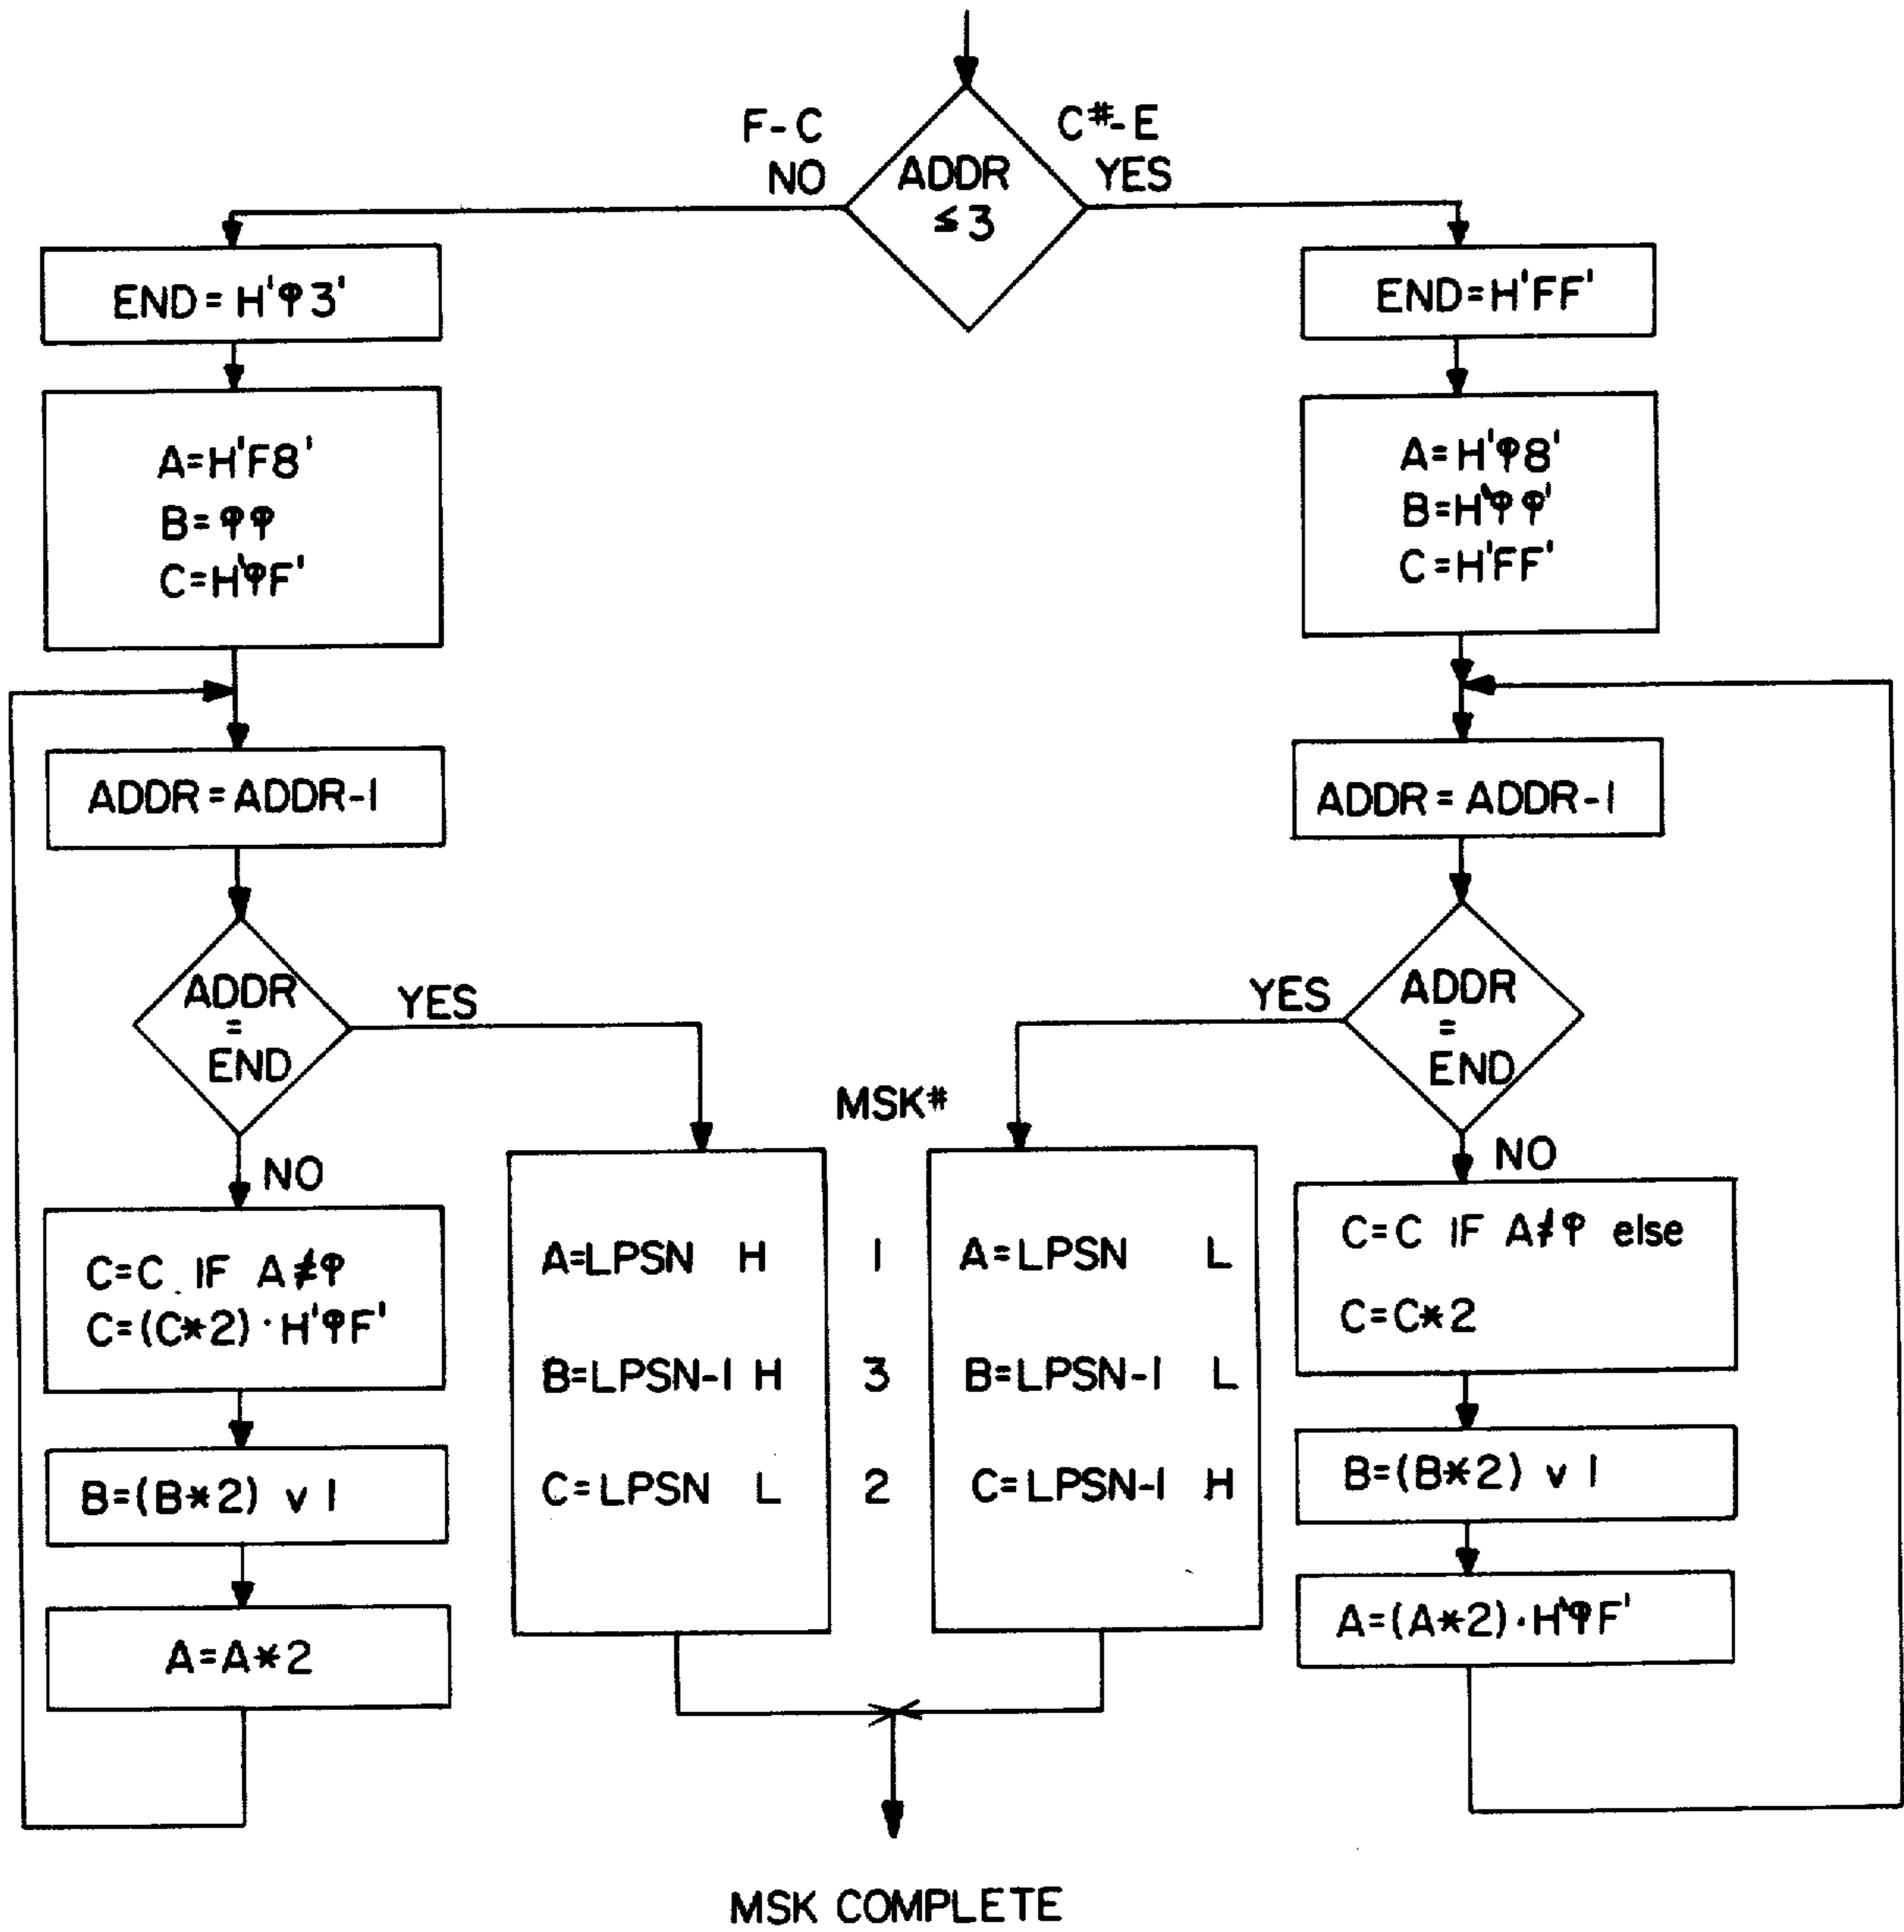 F-C
NO
ADDR
≤3
C#-E
YES
END=H'φ3'
END=H'FF'
A=H'F8'
B=φφ
C=H'φF'
A=H'φ8'
B=H'φφ'
C=H'FF'
ADDR=ADDR-1
ADDR=ADDR-1
ADDR
=
END
YES
NO
YES
ADDR
=
END
NO
MSK#
C=C IF A≠φ
C=(C*2)·H'φF'
B=(B*2) v 1
A=A*2
A=LPSN H 1 A=LPSN L
B=LPSN-1 H 3 B=LPSN-1 L
C=LPSN L 2 C=LPSN-1 H
C=C IF A≠φ else
C=C*2
B=(B*2) v 1
A=(A*2)·H'φF'
MSK COMPLETE